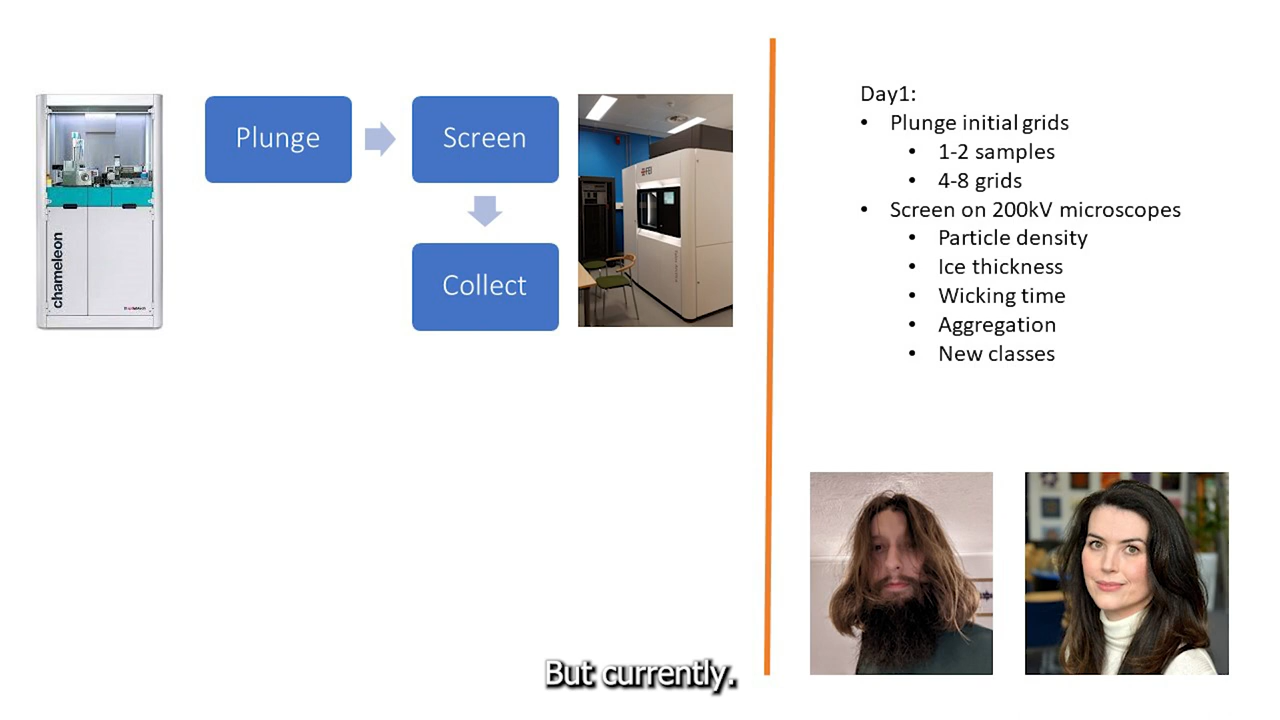 chameleon
Plunge
Screen
Collect
FEI
Day1:
• Plunge initial grids
• 1-2 samples
• 4-8 grids
• Screen on 200kV microscopes
• Particle density
• Ice thickness
• Wicking time
• Aggregation
• New classes
But currently.